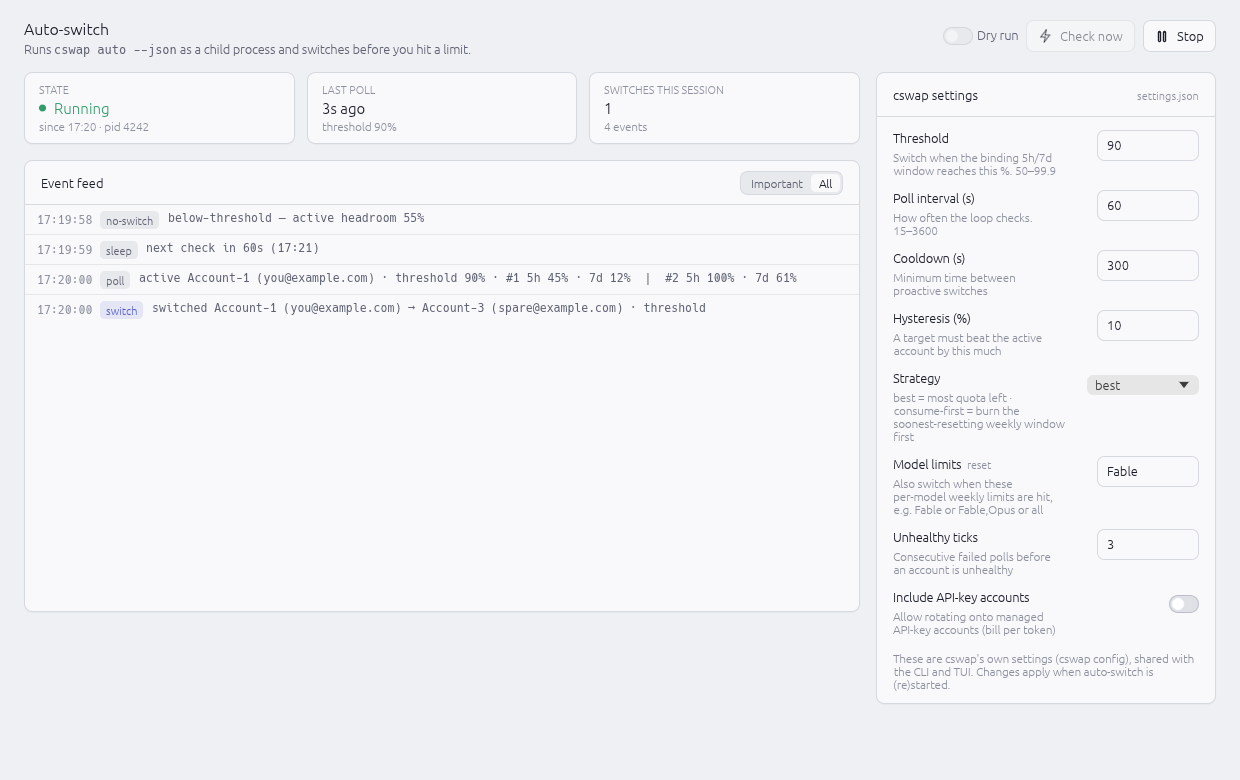 Auto-switch
Runs cswap auto --json as a child process and switches before you hit a limit.
Dry run
Check now
Stop
STATE
Running
since 17:20 · pid 4242
LAST POLL
3s ago
threshold 90%
SWITCHES THIS SESSION
1
4 events
Event feed
Important
All
17:19:58 no-switch below-threshold — active headroom 55%
17:19:59 sleep next check in 60s (17:21)
17:20:00 poll active Account-1 (you@example.com) · threshold 90% · #1 5h 45% · 7d 12% | #2 5h 100% · 7d 61%
17:20:00 switch switched Account-1 (you@example.com) → Account-3 (spare@example.com) · threshold
cswap settings
settings.json
Threshold
90
Switch when the binding 5h/7d
window reaches this %. 50–99.9
Poll interval (s)
60
How often the loop checks.
15–3600
Cooldown (s)
300
Minimum time between
proactive switches
Hysteresis (%)
10
A target must beat the active
account by this much
Strategy
best
best = most quota left ·
consume-first = burn the
soonest-resetting weekly window
first
Model limits reset
Fable
Also switch when these
per-model weekly limits are hit,
e.g. Fable or Fable,Opus or all
Unhealthy ticks
3
Consecutive failed polls before
an account is unhealthy
Include API-key accounts
Allow rotating onto managed
API-key accounts (bill per token)
These are cswap's own settings (cswap config), shared with
the CLI and TUI. Changes apply when auto-switch is
(re)started.